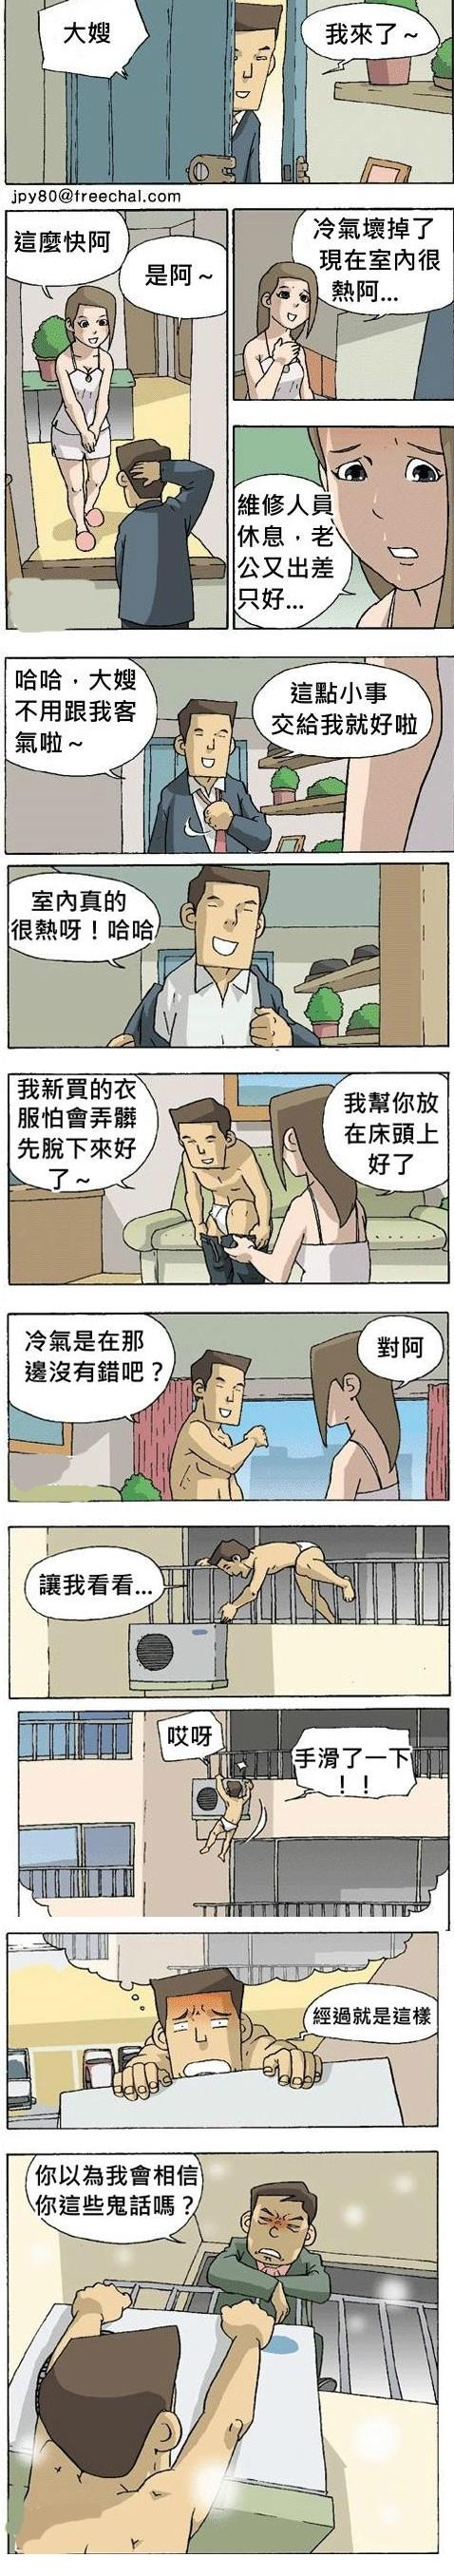 大嫂
我來了～
jpy80@freechal.com
這麼快阿
是阿～
冷氣壞掉了
現在室內很
熱阿...
維修人員
休息，老
公又出差
只好...
哈哈，大嫂
不用跟我客
氣啦～
這點小事
交給我就好啦
室內真的
很熱呀！哈哈
我新買的衣
服怕會弄髒
先脫下來好
了～
我幫你放
在床頭上
好了
冷氣是在那
邊沒有錯吧？
對阿
讓我看看...
哎呀
手滑了一下
！！
經過就是這樣
你以為我會相信
你這些鬼話嗎？